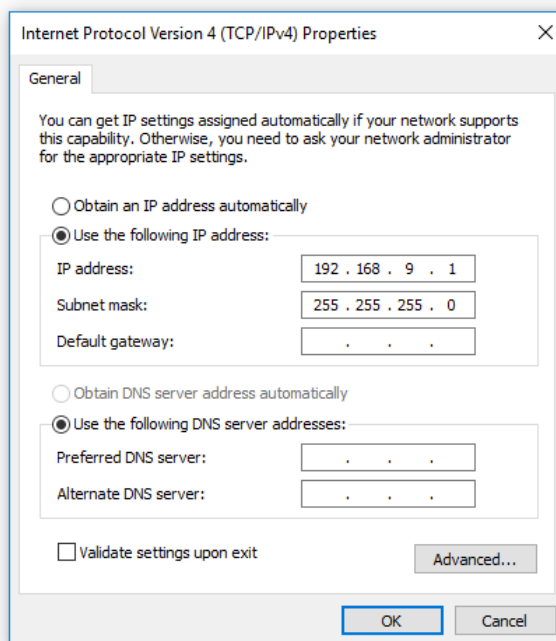 Internet Protocol Version 4 (TCP/IPv4) Properties
General
You can get IP settings assigned automatically if your network supports
this capability. Otherwise, you need to ask your network administrator
for the appropriate IP settings.
Obtain an IP address automatically
Use the following IP address:
IP address: 192 . 168 . 9 . 1
Subnet mask: 255 . 255 . 255 . 0
Default gateway: . . .
Obtain DNS server address automatically
Use the following DNS server addresses:
Preferred DNS server: . . .
Alternate DNS server: . . .
Validate settings upon exit
Advanced...
OK Cancel